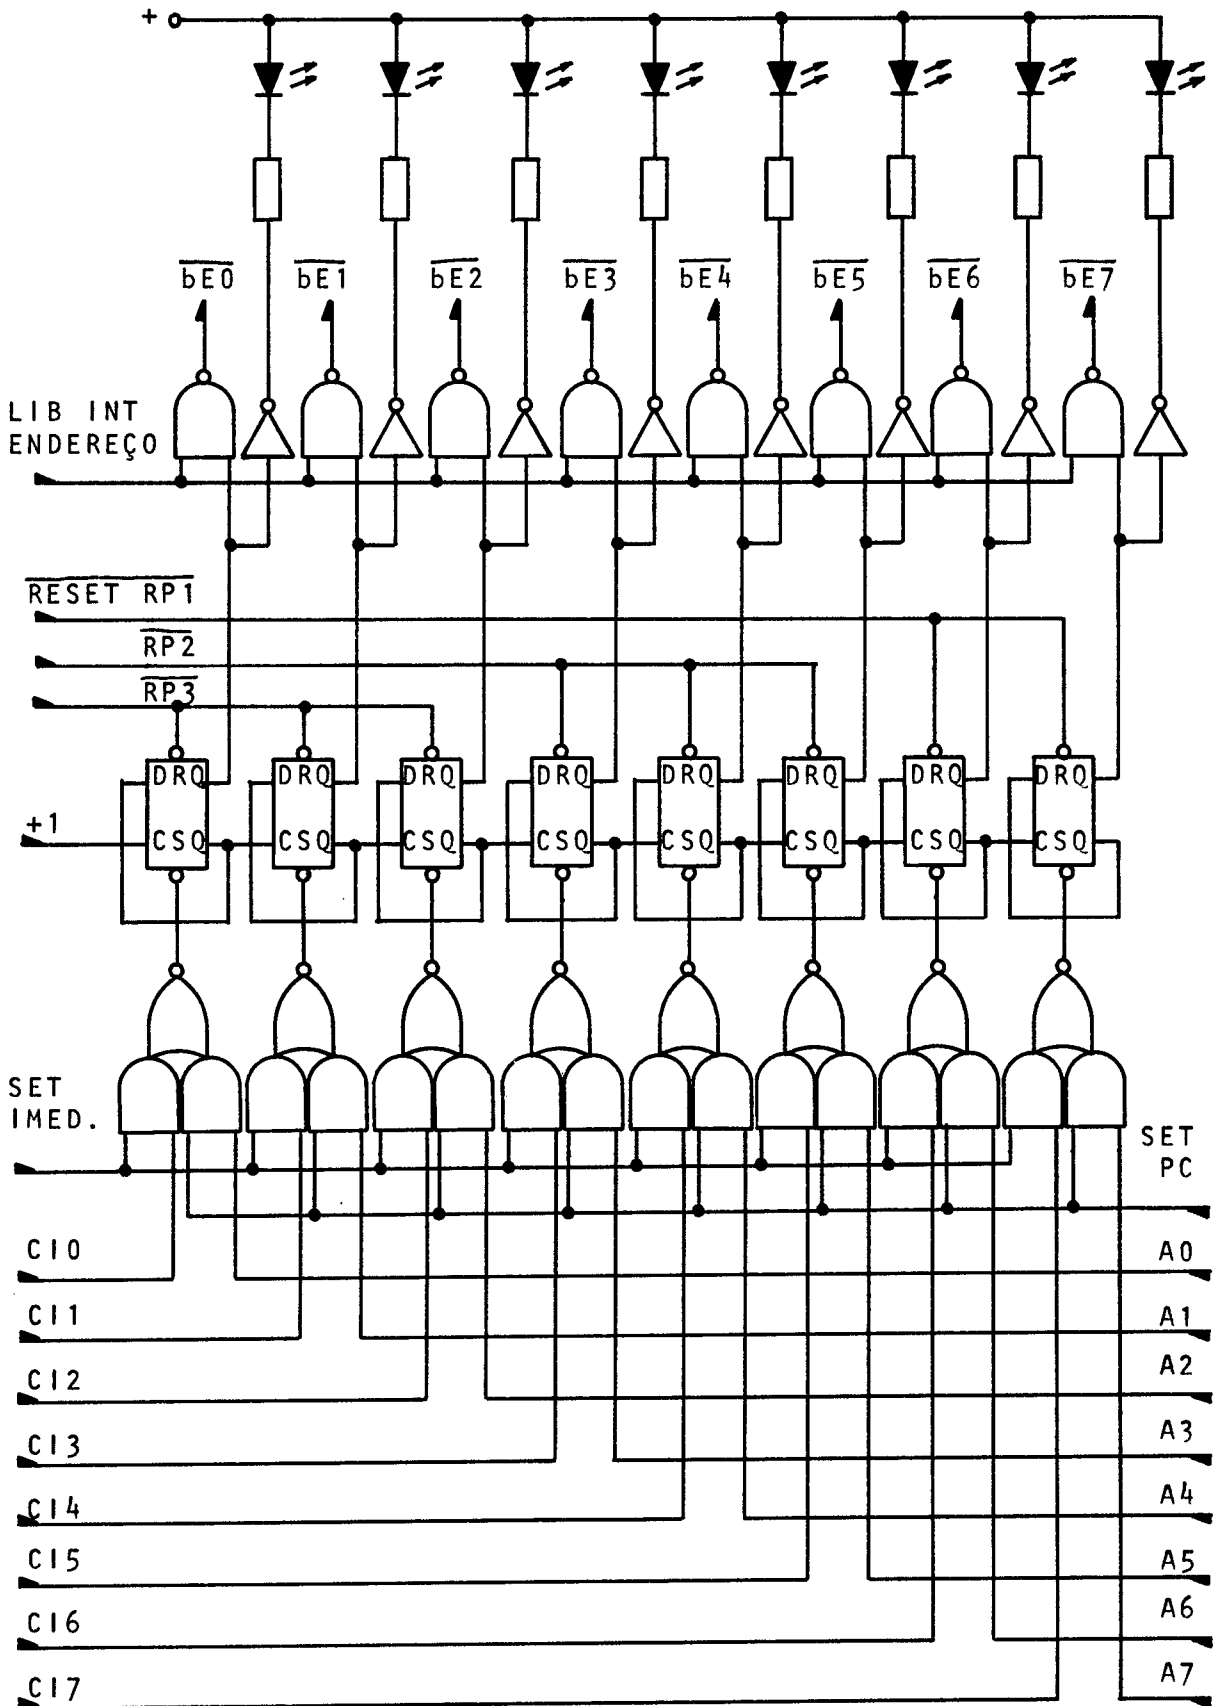 +
bE0 bE1 bE2 bE3 bE4 bE5 bE6 bE7
LIB INT
ENDEREÇO
RESET RP1
RP2
RP3
DRQ DRQ DRQ DRQ DRQ DRQ DRQ DRQ
+1
CSQ CSQ CSQ CSQ CSQ CSQ CSQ CSQ
SET
IMED.
SET
PC
CI0 A0
CI1 A1
CI2 A2
CI3 A3
CI4 A4
CI5 A5
CI6 A6
CI7 A7